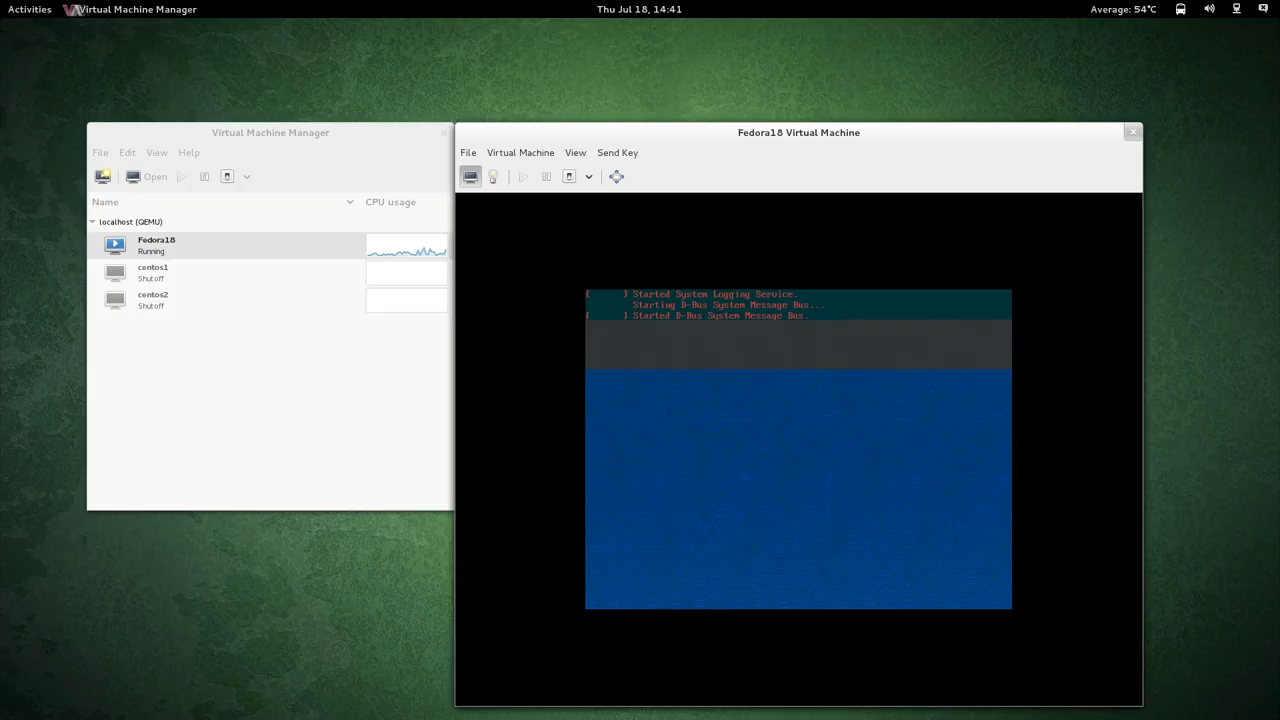 Activities Virtual Machine Manager Thu Jul 18, 14:41 Average: 54°C
Virtual Machine Manager
File Edit View Help
Open
Name CPU usage
localhost (QEMU)
Fedora18
Running
centos1
Shutoff
centos2
Shutoff
Fedora18 Virtual Machine
File Virtual Machine View Send Key
[ ] Started System Logging Service.
Starting D-Bus System Message Bus...
[ ] Started D-Bus System Message Bus.